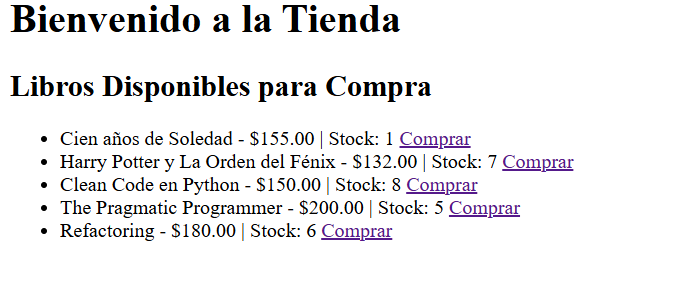 Bienvenido a la Tienda
Libros Disponibles para Compra
• Cien años de Soledad - $155.00 | Stock: 1 Comprar
• Harry Potter y La Orden del Fénix - $132.00 | Stock: 7 Comprar
• Clean Code en Python - $150.00 | Stock: 8 Comprar
• The Pragmatic Programmer - $200.00 | Stock: 5 Comprar
• Refactoring - $180.00 | Stock: 6 Comprar